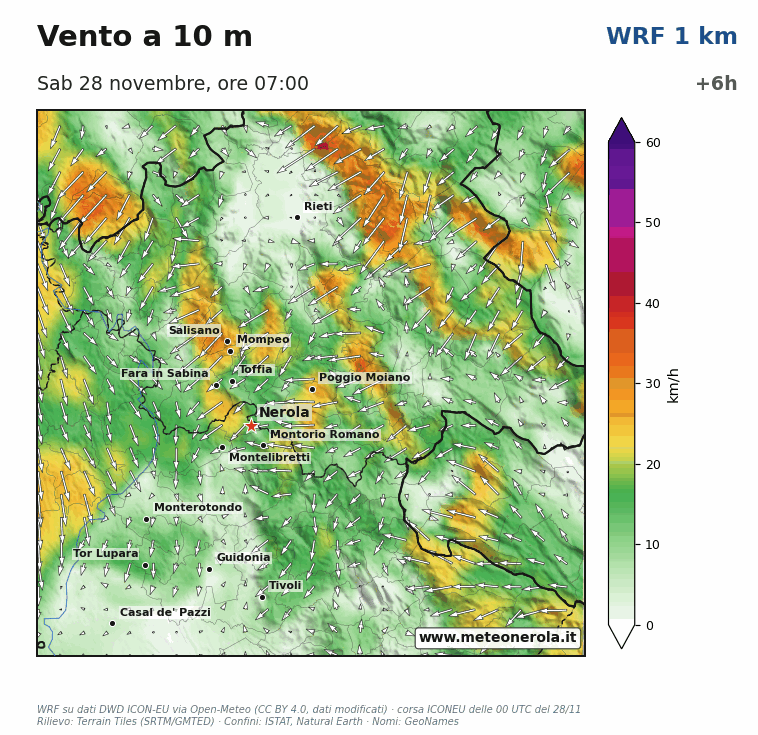 Vento a 10 m
WRF 1 km
Sab 28 novembre, ore 07:00
+6h
Rieti
Salisano
Mompeo
Fara in Sabina
Toffia
Poggio Moiano
Nerola
Montorio Romano
Montelibretti
Monterotondo
Tor Lupara
Guidonia
Tivoli
Casal de' Pazzi
www.meteonerola.it
60
50
40
30
20
10
0
km/h
WRF su dati DWD ICON-EU via Open-Meteo (CC BY 4.0, dati modificati) · corsa ICONEU delle 00 UTC del 28/11
Rilievo: Terrain Tiles (SRTM/GMTED) · Confini: ISTAT, Natural Earth · Nomi: GeoNames